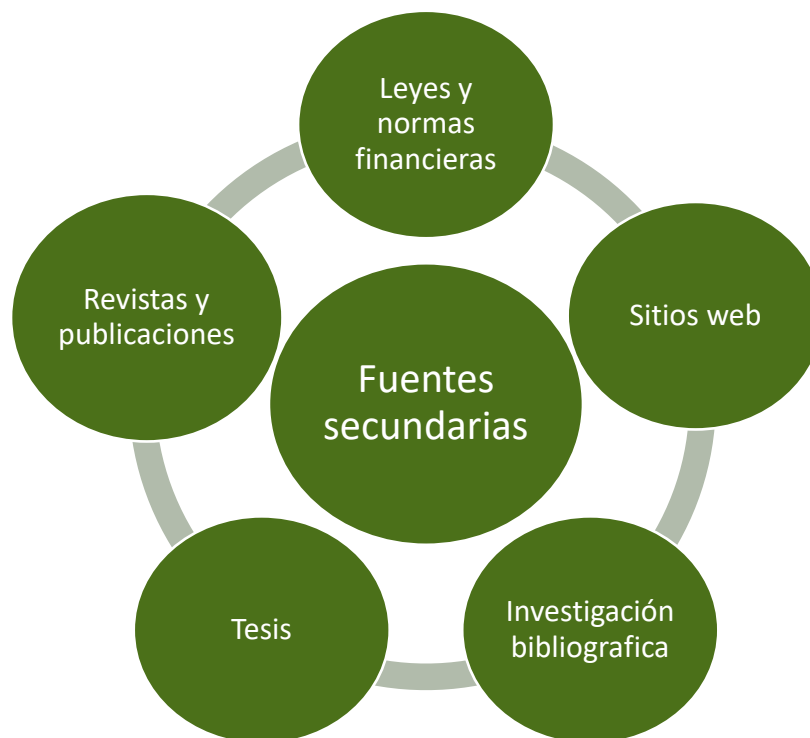 Leyes y
normas
financieras
Sitios web
Investigación
bibliografica
Tesis
Revistas y
publicaciones
Fuentes
secundarias